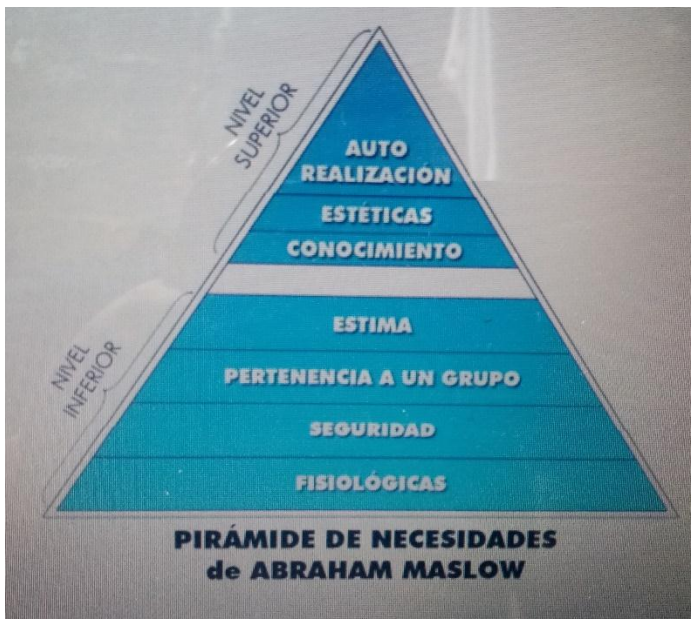 NIVEL
SUPERIOR
AUTO
REALIZACIÓN
ESTÉTICAS
CONOCIMIENTO
NIVEL
INFERIOR
ESTIMA
PERTENENCIA A UN GRUPO
SEGURIDAD
FISIOLÓGICAS
PIRÁMIDE DE NECESIDADES
de ABRAHAM MASLOW